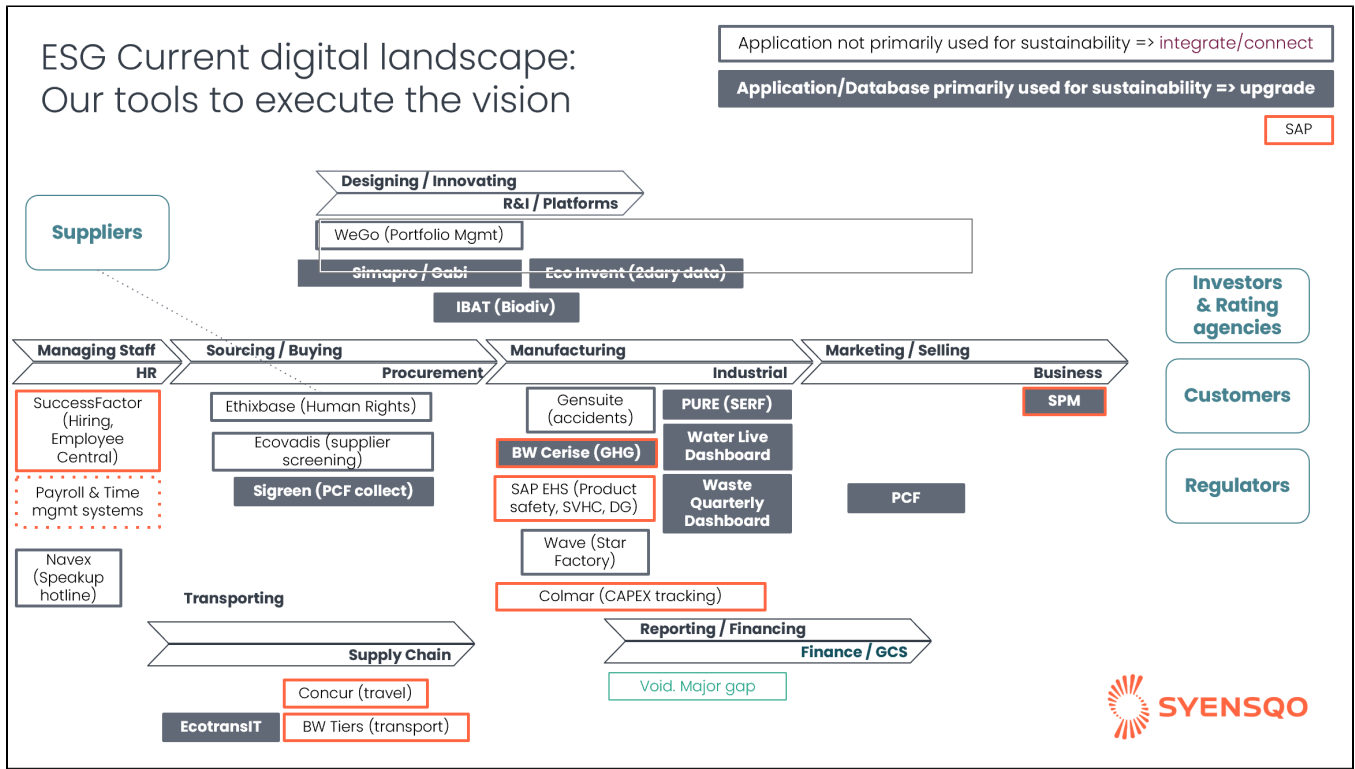 ESG Current digital landscape:
Our tools to execute the vision
Application not primarily used for sustainability => integrate/connect
Application/Database primarily used for sustainability => upgrade
SAP
Designing / Innovating
R&I / Platforms
Suppliers
WeGo (Portfolio Mgmt)
Simapro / Gabi
Eco Invent (2dary data)
IBAT (Biodiv)
Investors
& Rating
agencies
Customers
Regulators
Managing Staff
HR
Sourcing / Buying
Procurement
Manufacturing
Industrial
Marketing / Selling
Business
SuccessFactor
(Hiring,
Employee
Central)
Payroll & Time
mgmt systems
Navex
(Speakup
hotline)
Ethixbase (Human Rights)
Ecovadis (supplier
screening)
Sigreen (PCF collect)
Gensuite
(accidents)
BW Cerise (GHG)
SAP EHS (Product
safety, SVHC, DG)
Wave (Star
Factory)
Colmar (CAPEX tracking)
PURE (SERF)
Water Live
Dashboard
Waste
Quarterly
Dashboard
SPM
PCF
Transporting
Supply Chain
Concur (travel)
EcotransIT
BW Tiers (transport)
Reporting / Financing
Finance / GCS
Void. Major gap
SYENSQO